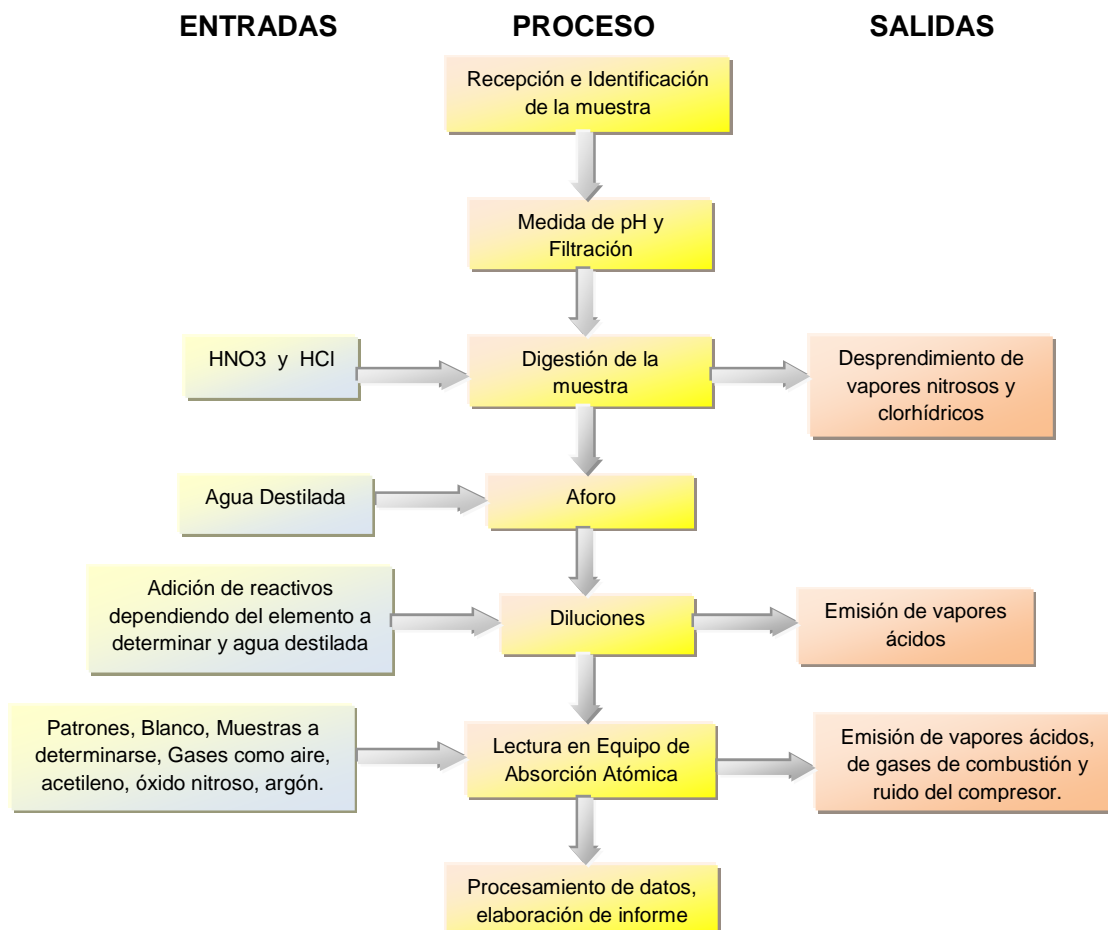 ENTRADAS PROCESO SALIDAS
Recepción e Identificación
de la muestra
Medida de pH y
Filtración
HNO3 y HCl
Digestión de la
muestra
Desprendimiento de
vapores nitrosos y
clorhídricos
Agua Destilada
Aforo
Adición de reactivos
dependiendo del elemento a
determinar y agua destilada
Diluciones
Emisión de vapores
ácidos
Patrones, Blanco, Muestras a
determinarse, Gases como aire,
acetileno, óxido nitroso, argón.
Lectura en Equipo de
Absorción Atómica
Emisión de vapores ácidos,
de gases de combustión y
ruido del compresor.
Procesamiento de datos,
elaboración de informe